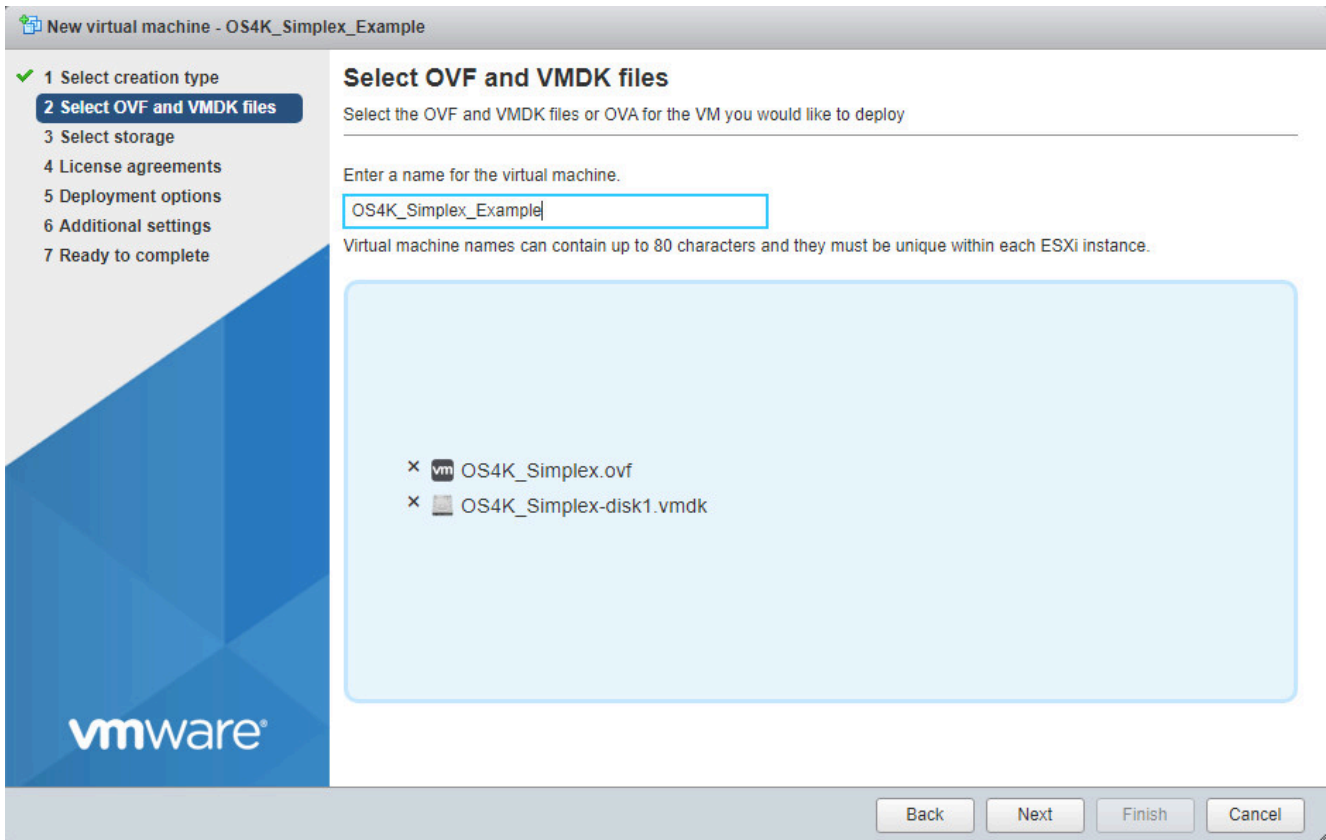 New virtual machine - OS4K_Simplex_Example
1 Select creation type
2 Select OVF and VMDK files
3 Select storage
4 License agreements
5 Deployment options
6 Additional settings
7 Ready to complete
Select OVF and VMDK files
Select the OVF and VMDK files or OVA for the VM you would like to deploy
Enter a name for the virtual machine.
OS4K_Simplex_Example
Virtual machine names can contain up to 80 characters and they must be unique within each ESXi instance.
vm OS4K_Simplex.ovf
OS4K_Simplex-disk1.vmdk
vmware®
Back Next Finish Cancel